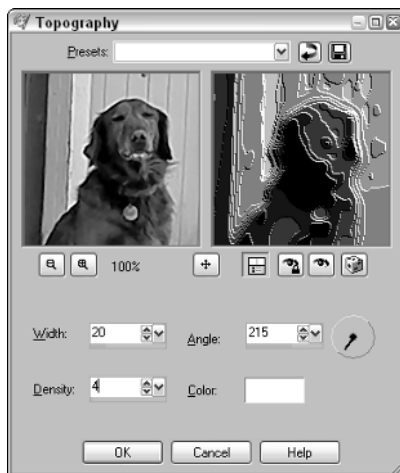 Topography
Presets:
100%
Width: 20 Angle: 215
Density: 4 Color:
OK Cancel Help